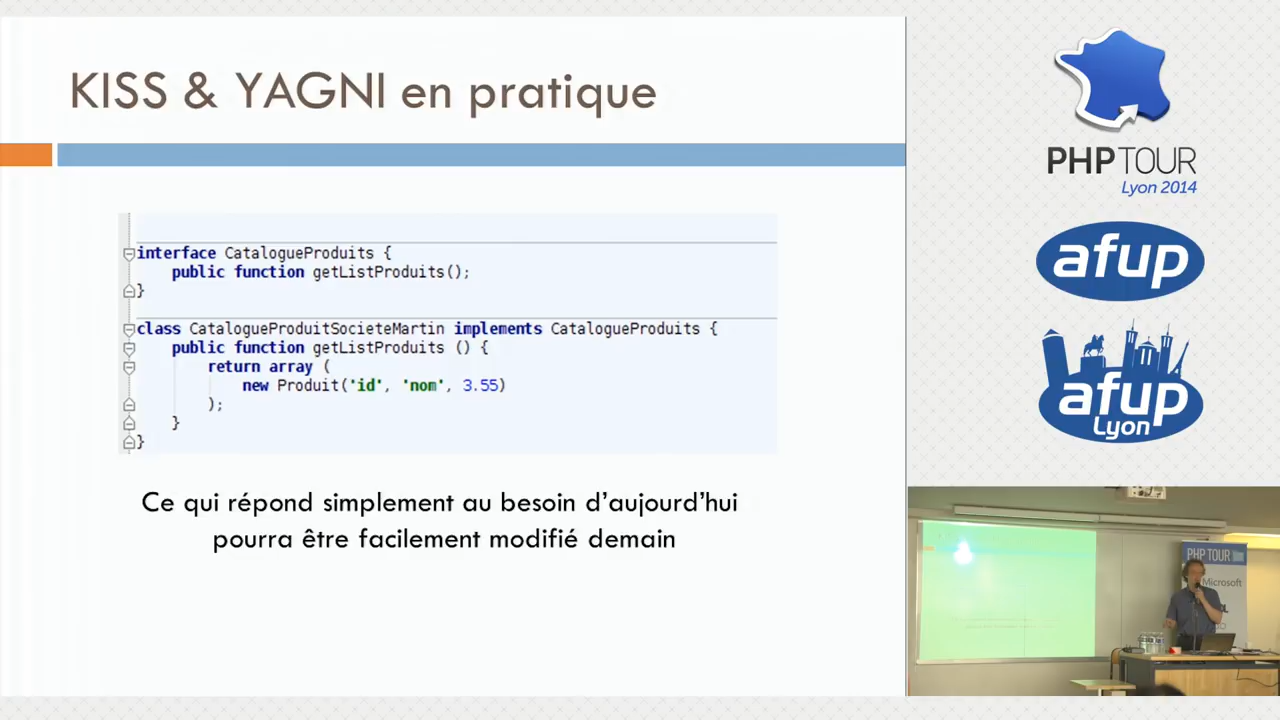 KISS & YAGNI en pratique
interface CatalogueProduits {
public function getListProduits();
}
class CatalogueProduitSocieteMartin implements CatalogueProduits {
public function getListProduits () {
return array (
new Produit('id', 'nom', 3.55)
);
}
}
Ce qui répond simplement au besoin d'aujourd'hui
pourra être facilement modifié demain
PHP TOUR
Lyon 2014
afup
afup
Lyon
PHP TOUR
Microsoft